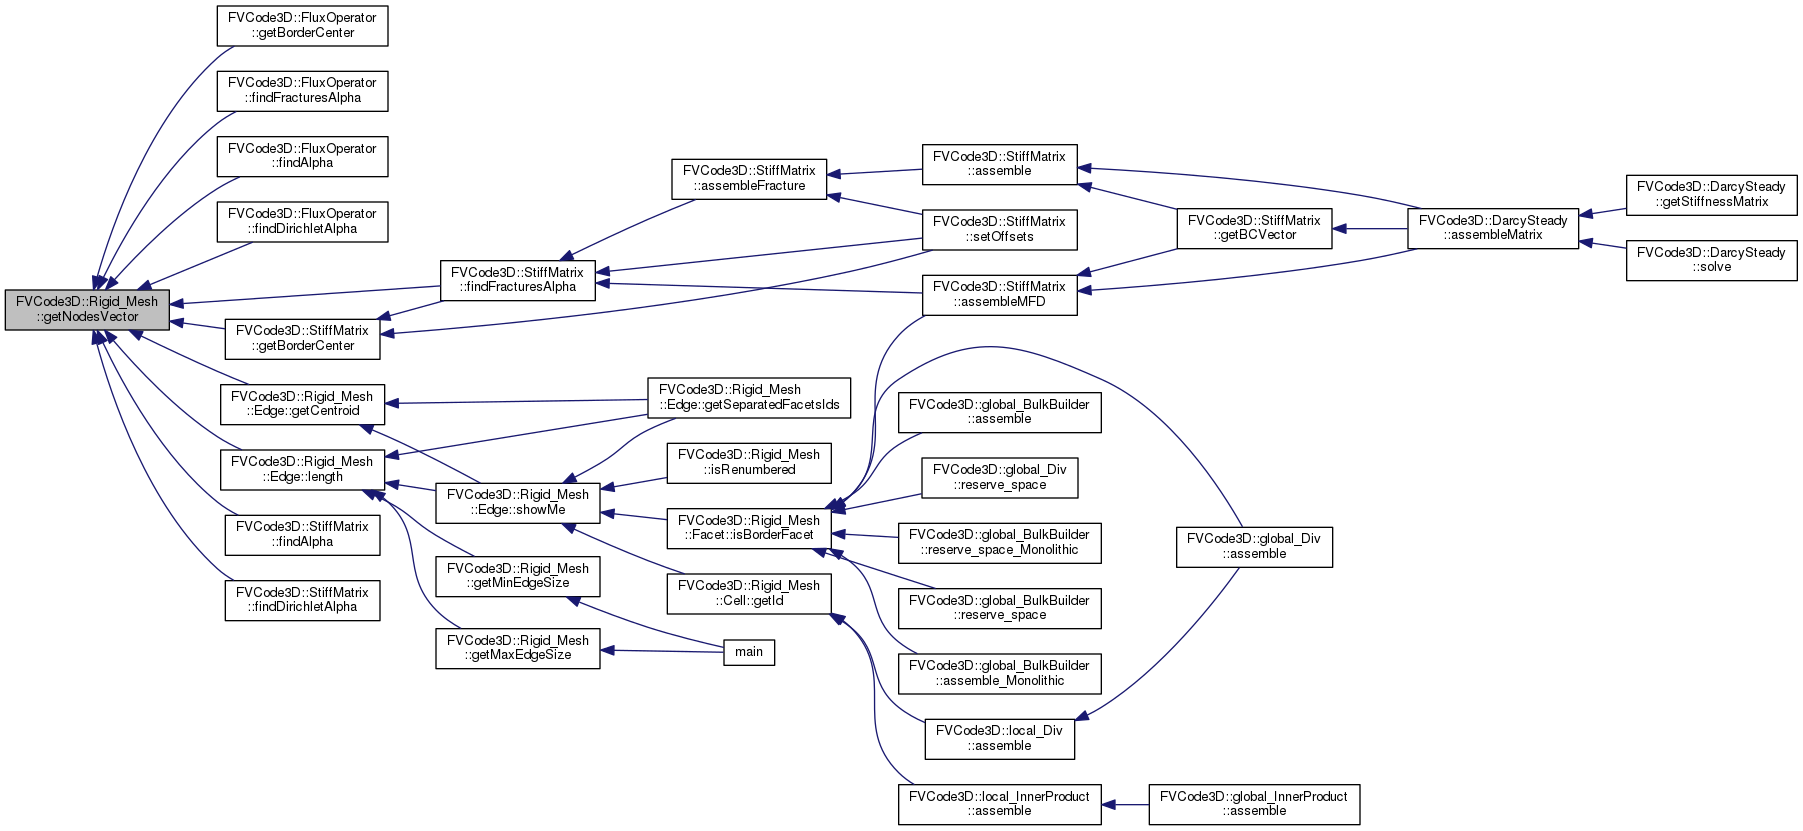 FVCode3D::FluxOperator
::getBorderCenter
FVCode3D::FluxOperator
::findFracturesAlpha
FVCode3D::FluxOperator
::findAlpha
FVCode3D::FluxOperator
::findDirichletAlpha
FVCode3D::Rigid_Mesh
::getNodesVector
FVCode3D::StiffMatrix
::getBorderCenter
FVCode3D::Rigid_Mesh
::Edge::getCentroid
FVCode3D::Rigid_Mesh
::Edge::length
FVCode3D::StiffMatrix
::findAlpha
FVCode3D::StiffMatrix
::findDirichletAlpha
FVCode3D::StiffMatrix
::findFracturesAlpha
FVCode3D::Rigid_Mesh
::Edge::showMe
FVCode3D::Rigid_Mesh
::getMinEdgeSize
FVCode3D::Rigid_Mesh
::getMaxEdgeSize
FVCode3D::StiffMatrix
::assembleFracture
FVCode3D::Rigid_Mesh
::Edge::getSeparatedFacetsIds
FVCode3D::Rigid_Mesh
::isRenumbered
FVCode3D::Rigid_Mesh
::Facet::isBorderFacet
FVCode3D::Rigid_Mesh
::Cell::getId
main
FVCode3D::StiffMatrix
::assemble
FVCode3D::StiffMatrix
::setOffsets
FVCode3D::StiffMatrix
::assembleMFD
FVCode3D::global_BulkBuilder
::assemble
FVCode3D::global_Div
::reserve_space
FVCode3D::global_BulkBuilder
::reserve_space_Monolithic
FVCode3D::global_BulkBuilder
::reserve_space
FVCode3D::global_BulkBuilder
::assemble_Monolithic
FVCode3D::local_Div
::assemble
FVCode3D::local_InnerProduct
::assemble
FVCode3D::StiffMatrix
::getBCVector
FVCode3D::global_Div
::assemble
FVCode3D::global_InnerProduct
::assemble
FVCode3D::DarcySteady
::assembleMatrix
FVCode3D::DarcySteady
::getStiffnessMatrix
FVCode3D::DarcySteady
::solve